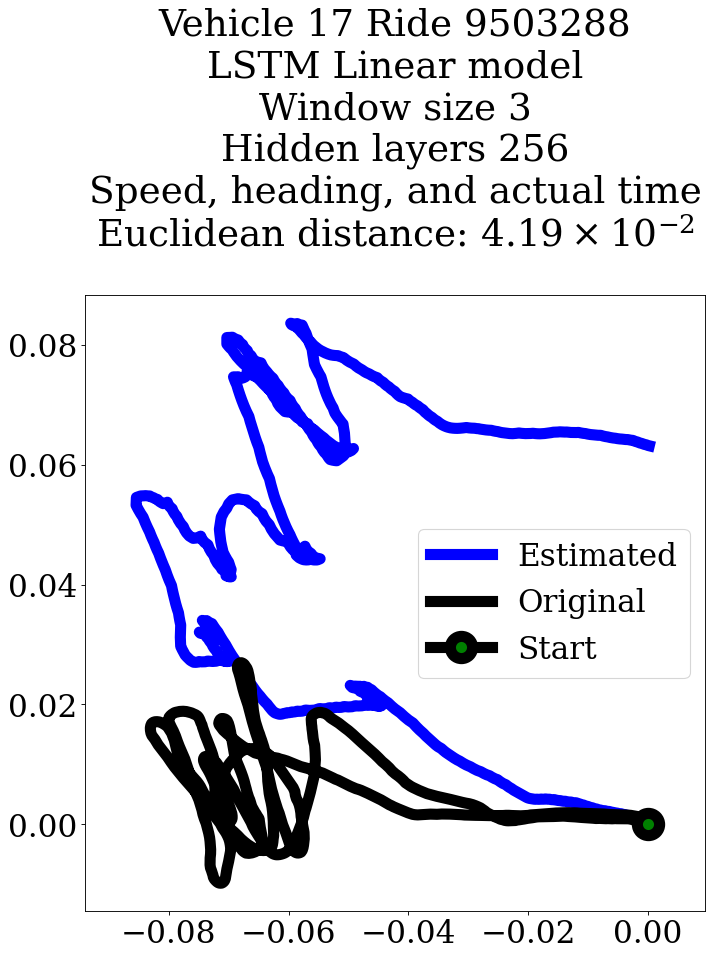 Vehicle 17 Ride 9503288
LSTM Linear model
Window size 3
Hidden layers 256
Speed, heading, and actual time
Euclidean distance: 4.19 × 10⁻²
0.08
0.06
0.04
0.02
0.00
Estimated
Original
Start
−0.08 −0.06 −0.04 −0.02 0.00